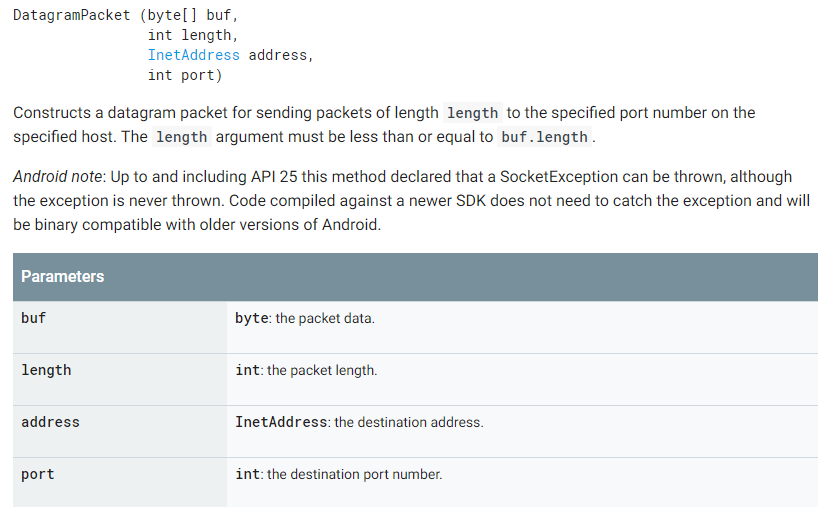 DatagramPacket (byte[] buf,
int length,
InetAddress address,
int port)
Constructs a datagram packet for sending packets of length length to the specified port number on the
specified host. The length argument must be less than or equal to buf.length.
Android note: Up to and including API 25 this method declared that a SocketException can be thrown, although
the exception is never thrown. Code compiled against a newer SDK does not need to catch the exception and will
be binary compatible with older versions of Android.
Parameters
buf byte: the packet data.
length int: the packet length.
address InetAddress: the destination address.
port int: the destination port number.